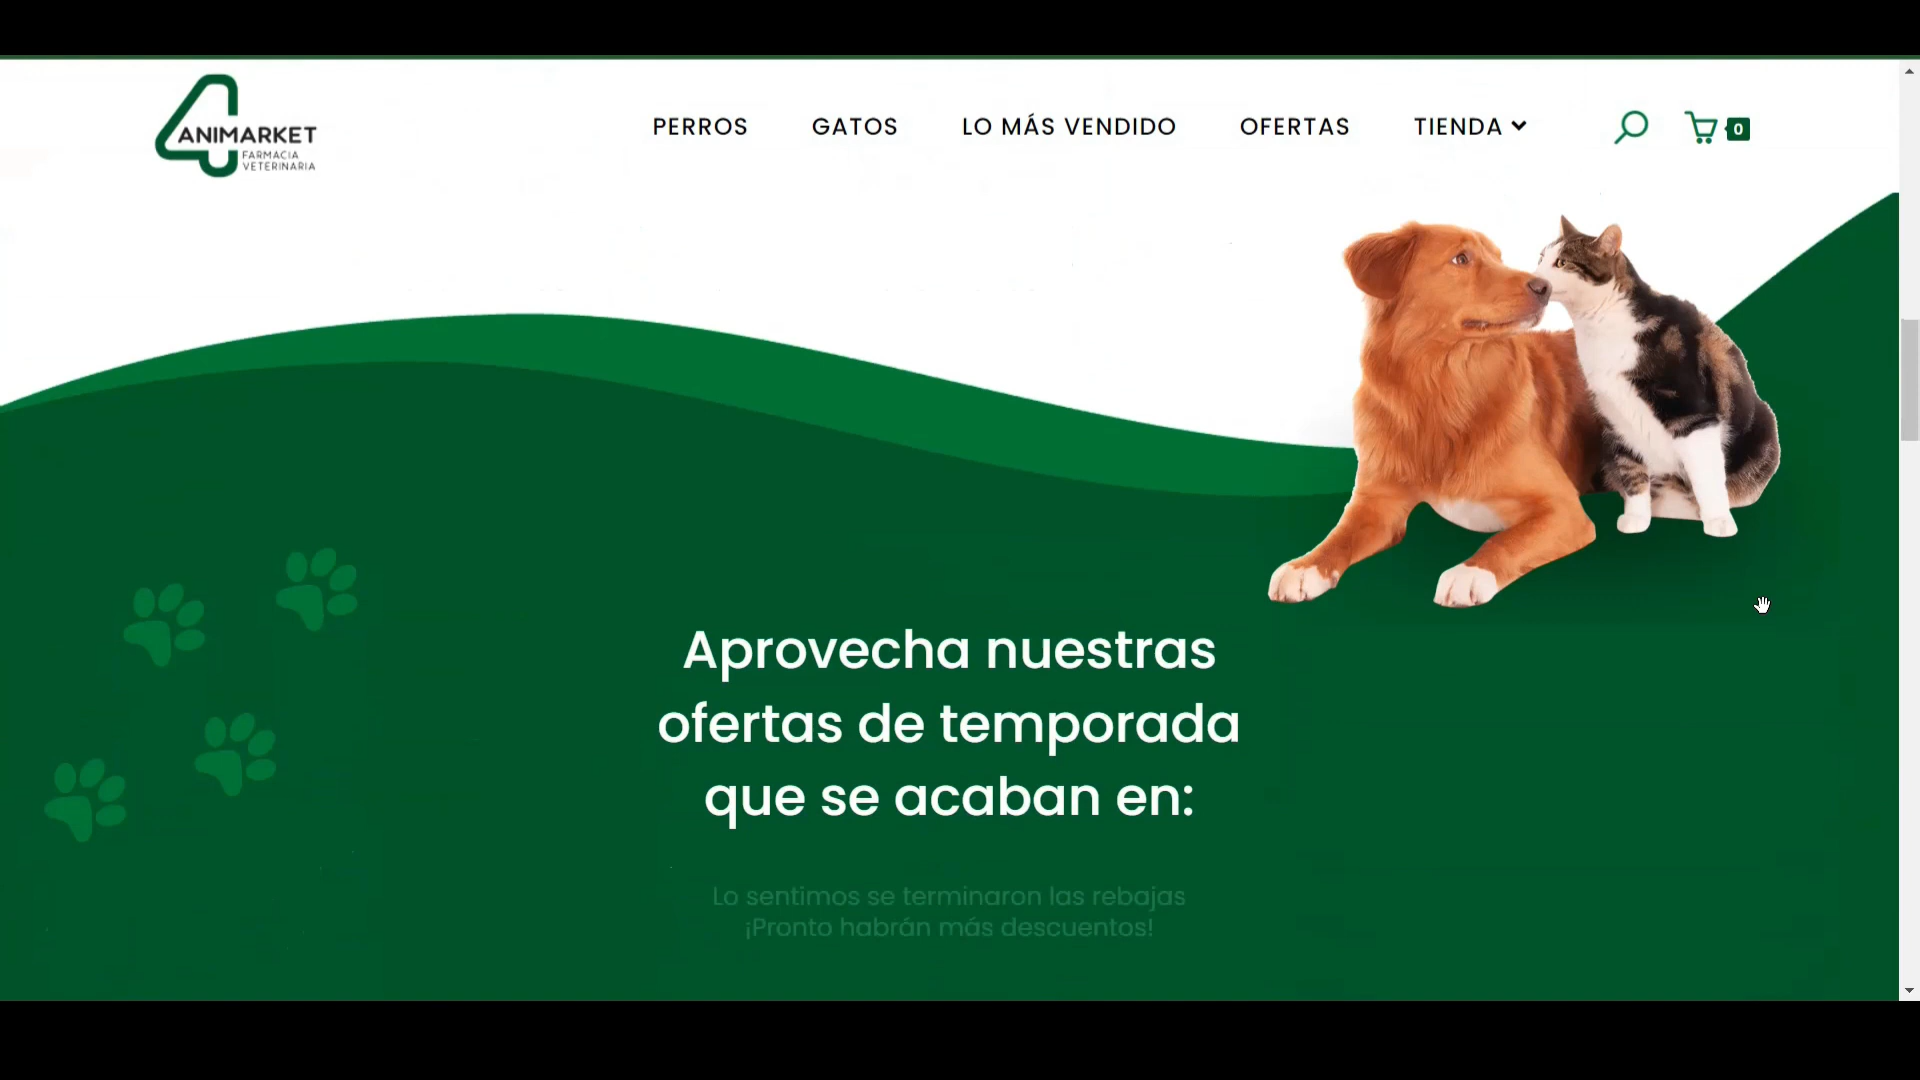 ANIMARKET
FARMACIA
VETERINARIA
PERROS
GATOS
LO MÁS VENDIDO
OFERTAS
TIENDA
0
Aprovecha nuestras
ofertas de temporada
que se acaban en:
Lo sentimos se terminaron las rebajas
¡Pronto habrán más descuentos!